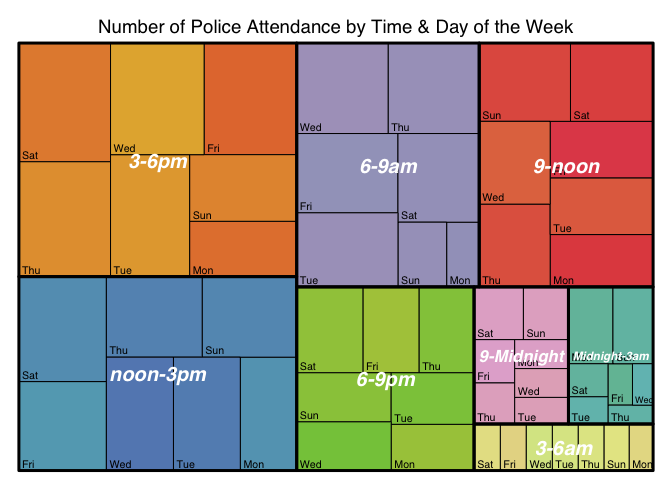 Number of Police Attendance by Time & Day of the Week
Sat
Wed
Fri
3-6pm
Thu
Tue
Sun
Mon
Wed
Thu
6-9am
Fri
Sat
Tue
Sun
Mon
Sun
Sat
9-noon
Wed
Tue
Thu
Mon
Sat
Thu
Sun
noon-3pm
Fri
Wed
Tue
Mon
Sat
Fri
Thu
6-9pm
Sun
Tue
Wed
Mon
Sat
Sun
9-Midnight
Mon
Fri
Wed
Thu
Tue
Midnight-3am
Sat
Fri
Wed
Tue
Thu
3-6am
Sat
Fri
Wed
Tue
Thu
Sun
Mon